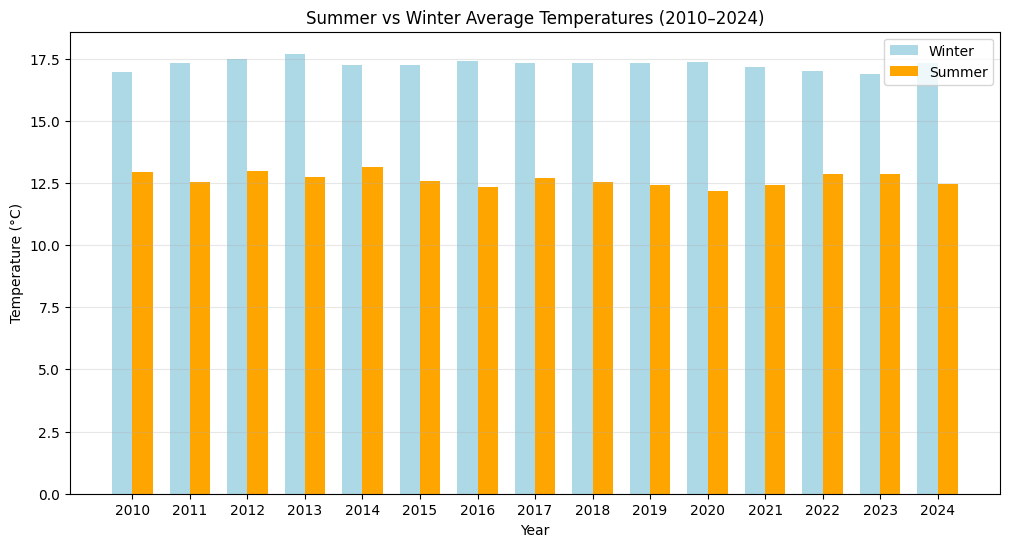 Summer vs Winter Average Temperatures (2010–2024)
Winter
Summer
Temperature (°C)
17.5
15.0
12.5
10.0
7.5
5.0
2.5
0.0
2010 2011 2012 2013 2014 2015 2016 2017 2018 2019 2020 2021 2022 2023 2024
Year